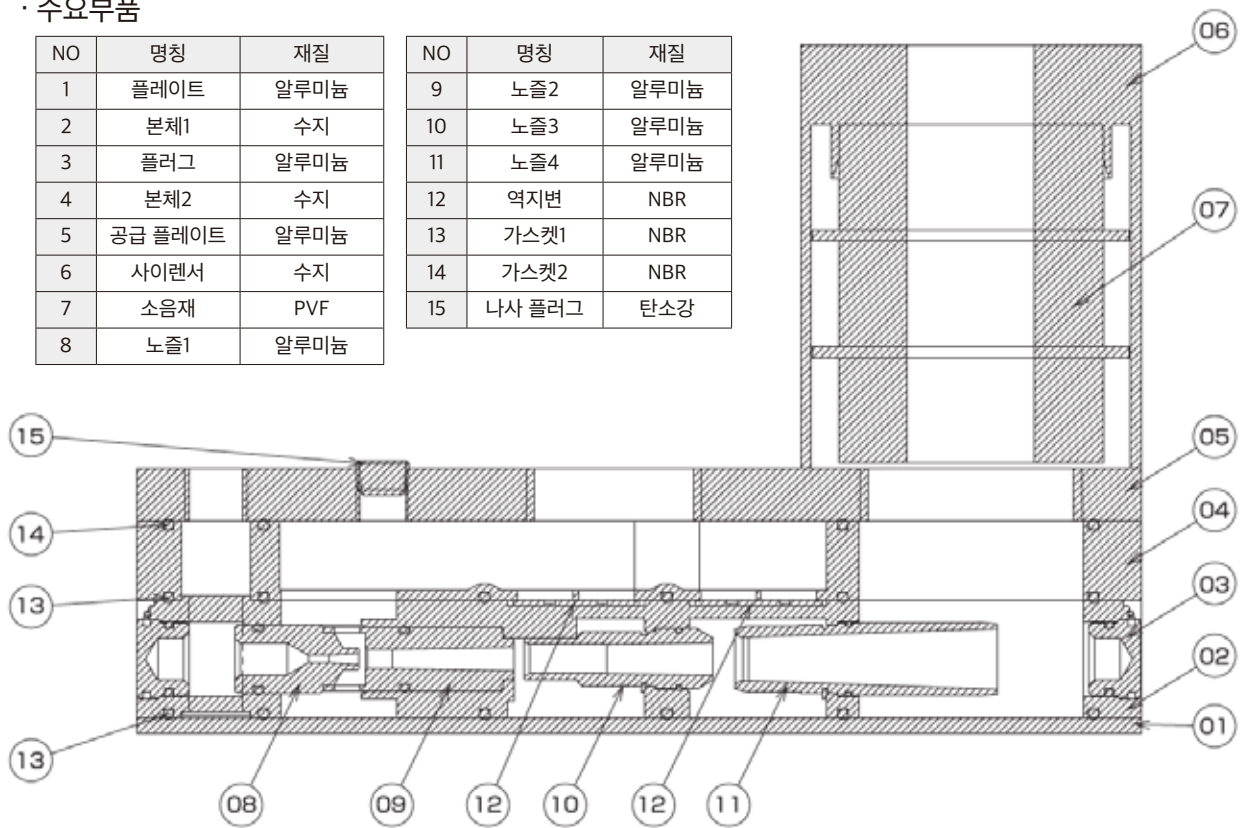 · 주요부품
NO 명칭 재질
1 플레이트 알루미늄
2 본체1 수지
3 플러그 알루미늄
4 본체2 수지
5 공급 플레이트 알루미늄
6 사이렌서 수지
7 소음재 PVF
8 노즐1 알루미늄
NO 명칭 재질
9 노즐2 알루미늄
10 노즐3 알루미늄
11 노즐4 알루미늄
12 역지변 NBR
13 가스켓1 NBR
14 가스켓2 NBR
15 나사 플러그 탄소강
06
07
15
05
14
04
13
03
02
01
13
08 09 12 10 12 11